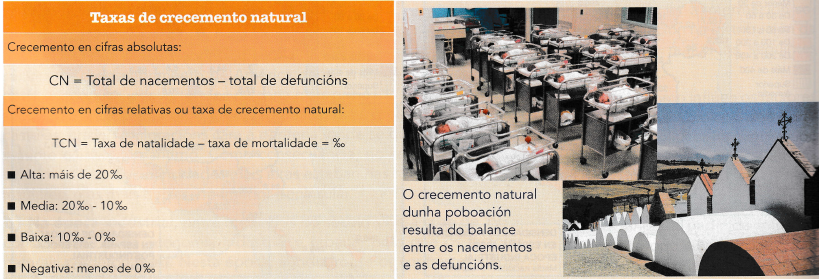 Taxas de crecemento natural
Crecemento en cifras absolutas:
CN = Total de nacementos – total de defuncións
Crecemento en cifras relativas ou taxa de crecemento natural:
TCN = Taxa de natalidade – taxa de mortalidade = ‰
■ Alta: máis de 20‰
■ Media: 20‰ - 10‰
■ Baixa: 10‰ - 0‰
■ Negativa: menos de 0‰
O crecemento natural
dunha poboación
resulta do balance
entre os nacementos
e as defuncións.